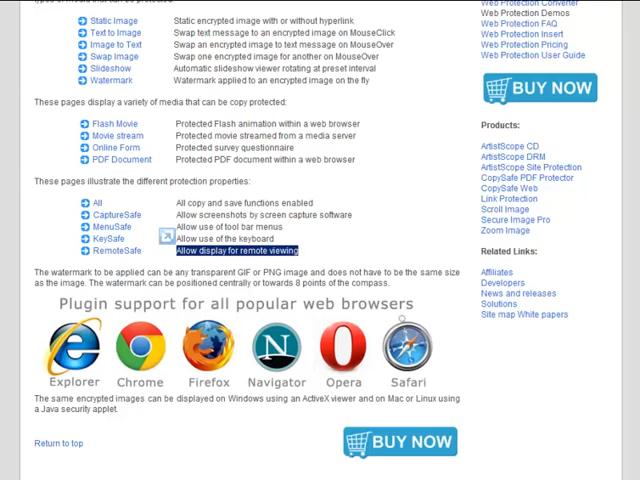 Web Protection Converter
Web Protection Demos
Web Protection FAQ
Web Protection Insert
Web Protection Pricing
Web Protection User Guide
BUY NOW
Static Image Static encrypted image with or without hyperlink
Text to Image Swap text message to an encrypted image on MouseClick
Image to Text Swap an encrypted image to text message on MouseOver
Swap Image Swap one encrypted image for another on MouseOver
Slideshow Automatic slideshow viewer rotating at preset interval
Watermark Watermark applied to an encrypted image on the fly
These pages display a variety of media that can be copy protected:
Flash Movie Protected Flash animation within a web browser
Movie stream Protected movie streamed from a media server
Online Form Protected survey questionnaire
PDF Document Protected PDF document within a web browser
These pages illustrate the different protection properties:
All All copy and save functions enabled
CaptureSafe Allow screenshots by screen capture software
MenuSafe Allow use of tool bar menus
KeySafe Allow use of the keyboard
RemoteSafe Allow display for remote viewing
The watermark to be applied can be any transparent GIF or PNG image and does not have to be the same size
as the image. The watermark can be positioned centrally or towards 8 points of the compass.
Plugin support for all popular web browsers
Explorer Chrome Firefox Navigator Opera Safari
The same encrypted images can be displayed on Windows using an ActiveX viewer and on Mac or Linux using
a Java security applet.
Return to top
BUY NOW
Products:
ArtistScope CD
ArtistScope DRM
ArtistScope Site Protection
CopySafe PDF Protector
CopySafe Web
Link Protection
Scroll Image
Secure Image Pro
Zoom Image
Related Links:
Affiliates
Developers
News and releases
Solutions
Site map White papers